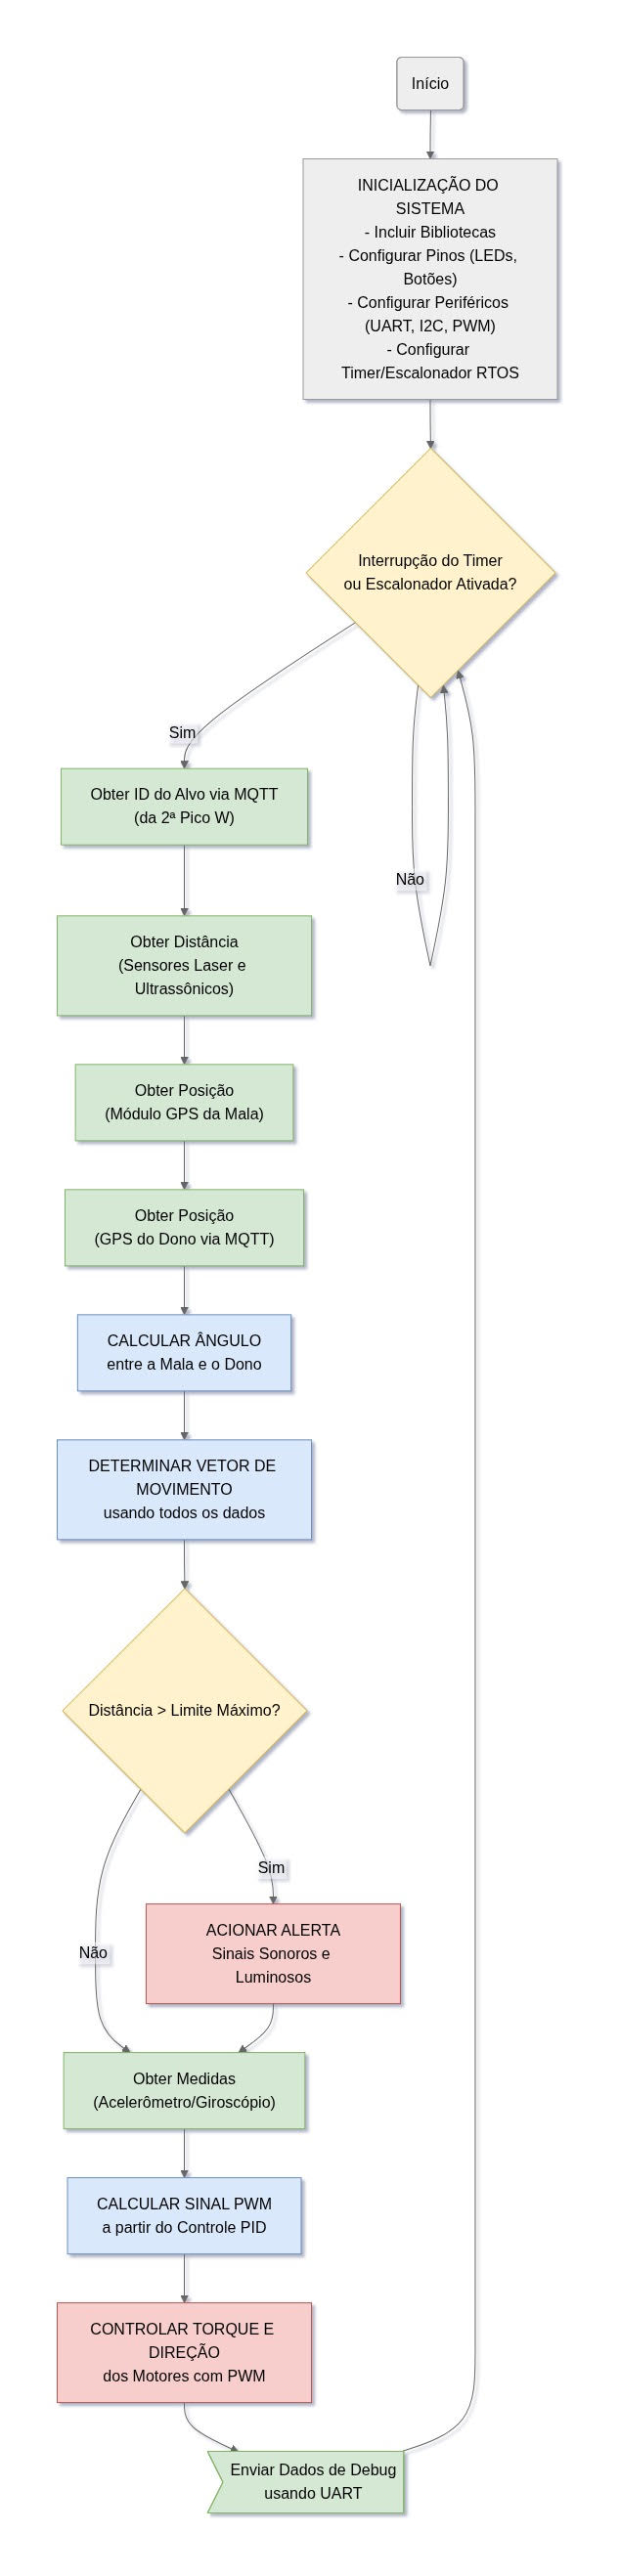 Início
INICIALIZAÇÃO DO
SISTEMA
- Incluir Bibliotecas
- Configurar Pinos (LEDs,
Botões)
- Configurar Periféricos
(UART, I2C, PWM)
- Configurar
Timer/Escalonador RTOS
Interrupção do Timer
ou Escalonador Ativada?
Sim
Obter ID do Alvo via MQTT
(da 2ª Pico W)
Não
Obter Distância
(Sensores Laser e
Ultrassônicos)
Obter Posição
(Módulo GPS da Mala)
Obter Posição
(GPS do Dono via MQTT)
CALCULAR ÂNGULO
entre a Mala e o Dono
DETERMINAR VETOR DE
MOVIMENTO
usando todos os dados
Distância > Limite Máximo?
Sim
ACIONAR ALERTA
Sinais Sonoros e
Luminosos
Não
Obter Medidas
(Acelerômetro/Giroscópio)
CALCULAR SINAL PWM
a partir do Controle PID
CONTROLAR TORQUE E
DIREÇÃO
dos Motores com PWM
Enviar Dados de Debug
usando UART